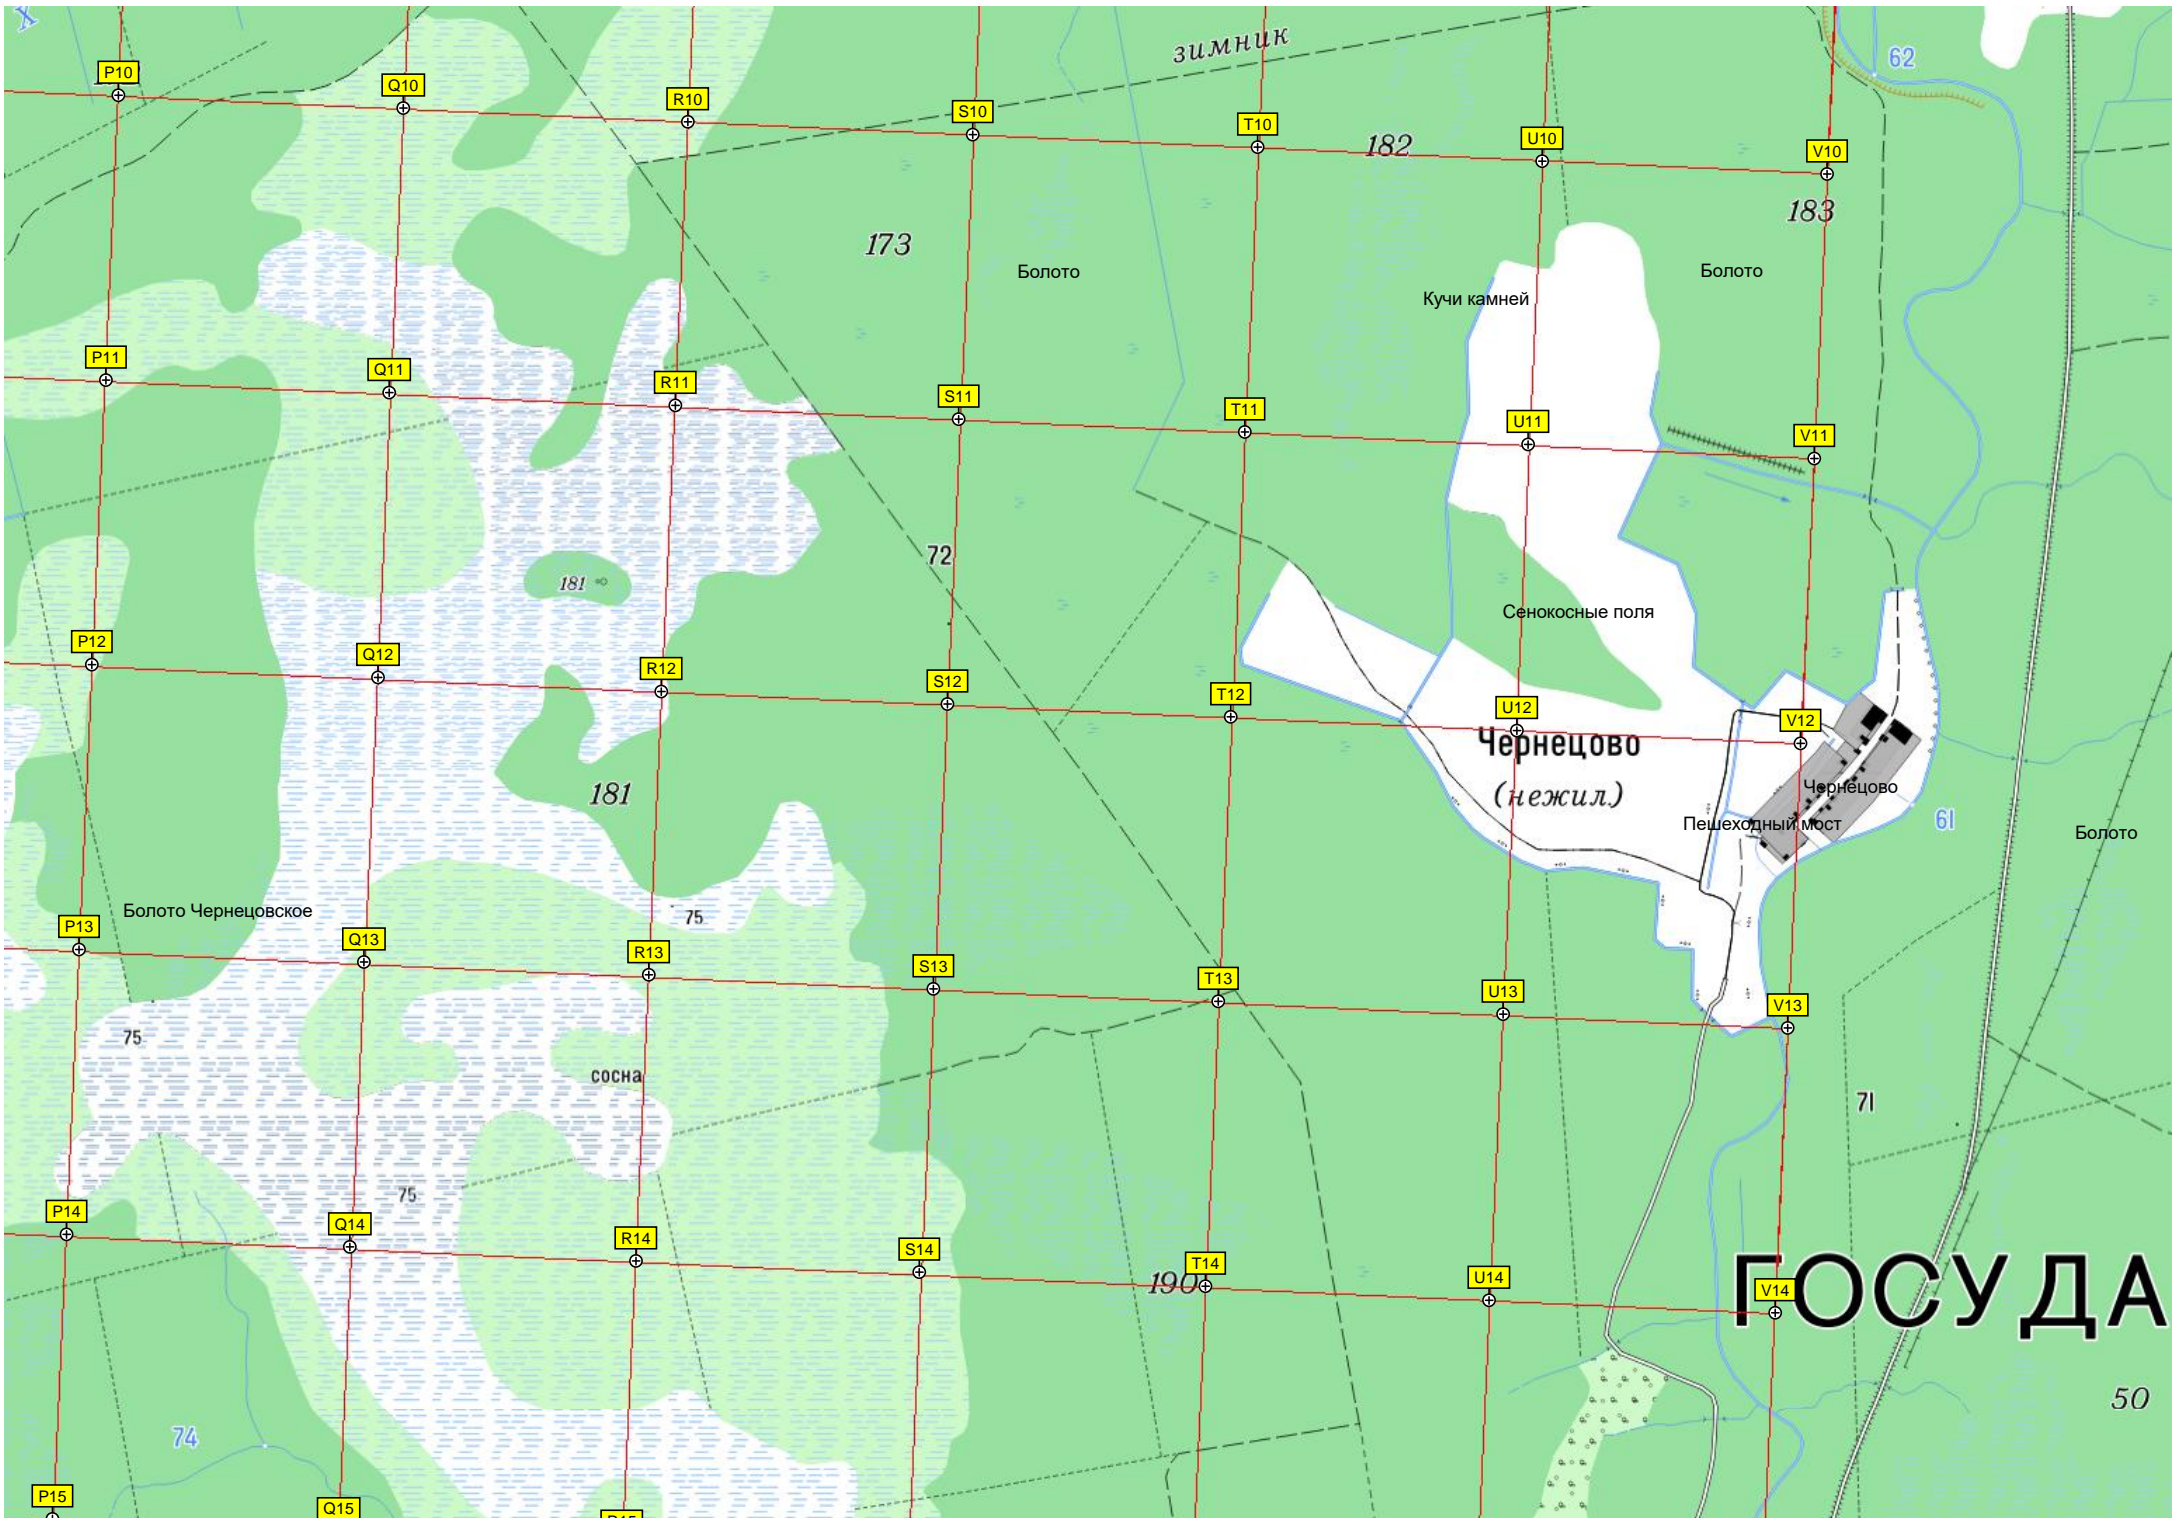 Х
зимник
62
P10
Q10
R10
S10
T10
182
U10
V10
183
173
Болото
Болото
Кучи камней
P11
Q11
R11
S11
T11
U11
V11
72
181
Сенокосные поля
P12
Q12
R12
S12
T12
U12
V12
Чернецово
(нежил.)
181
Чернецово
Пешеходный мост
61
Болото
Болото Чернецовское
75
P13
Q13
R13
S13
T13
U13
V13
75
сосна
71
75
P14
Q14
R14
S14
T14
190
U14
V14
ГОСУДА
50
74
P15
Q15
R15